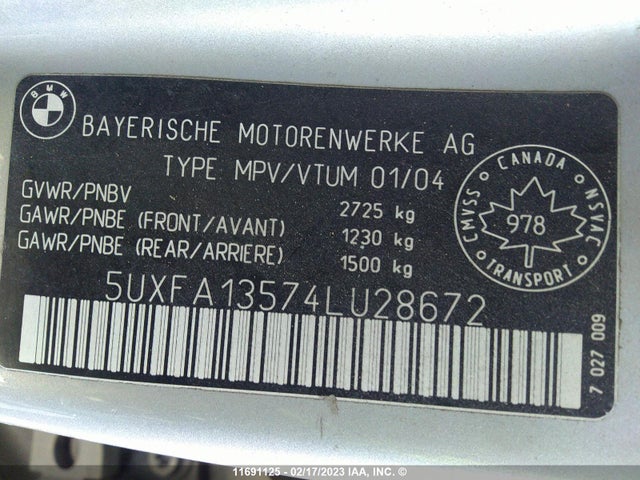 BMW
BAYERISCHE MOTORENWERKE AG
TYPE MPV/VTUM 01/04
GVWR/PNBV 2725 kg
GAWR/PNBE (FRONT/AVANT) 1230 kg
GAWR/PNBE (REAR/ARRIERE) 1500 kg
CANADA
CMVSS
978
NSVAC
TRANSPORT
5UXFA13574LU28672
7 027 009
11691125 - 02/17/2023 IAA, INC. ©